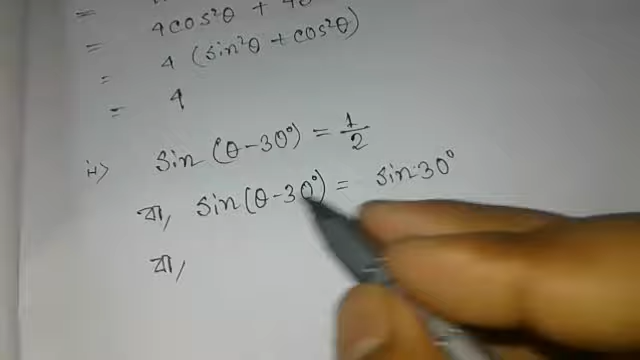 =
= 4cos²θ + 4
= 4 (sin²θ + cos²θ)
= 4
ii) sin (θ - 30°) = 1/2
বা, sin (θ - 30°) = sin 30°
বা,